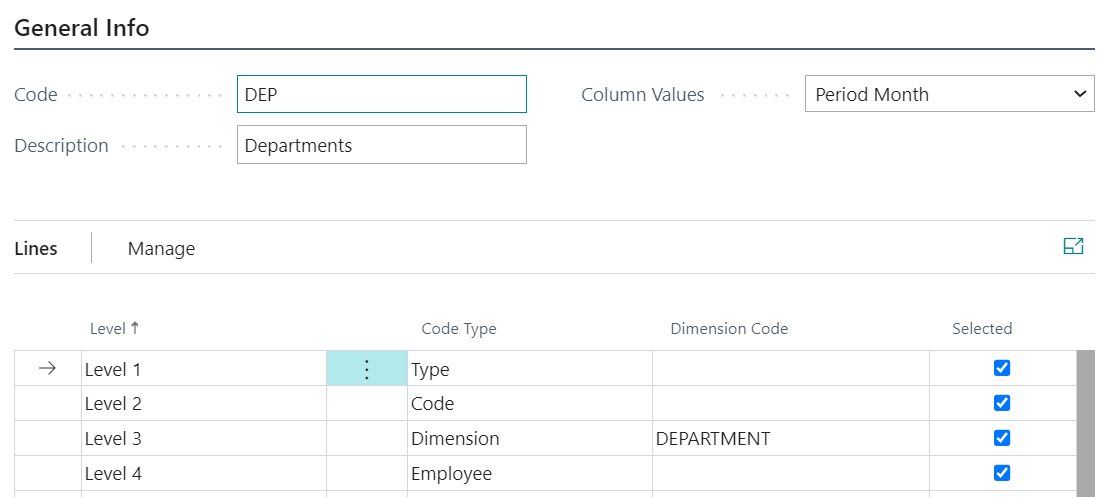 General Info
Code DEP Column Values Period Month
Description Departments
Lines Manage
Level ↑ Code Type Dimension Code Selected
Level 1 Type
Level 2 Code
Level 3 Dimension DEPARTMENT
Level 4 Employee